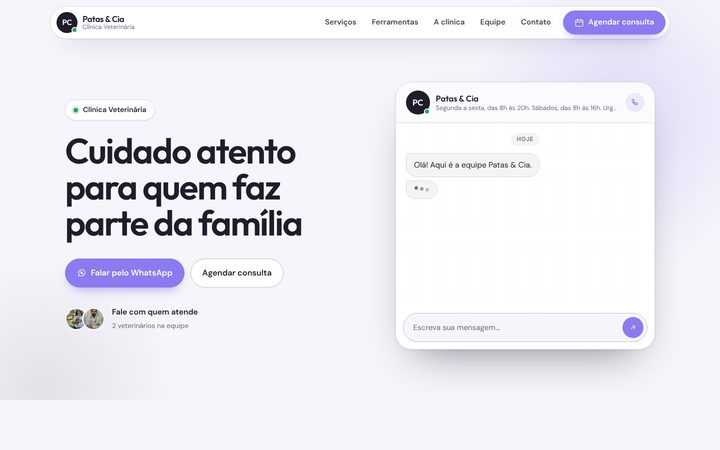 PC
Patas & Cia
Clínica Veterinária
Serviços
Ferramentas
A clínica
Equipe
Contato
Agendar consulta
Clínica Veterinária
Cuidado atento
para quem faz
parte da família
Falar pelo WhatsApp
Agendar consulta
Fale com quem atende
2 veterinários na equipe
PC
Patas & Cia
Segunda a sexta, das 8h às 20h. Sábados, das 8h às 16h. Urg...
HOJE
Olá! Aqui é a equipe Patas & Cia.
Escreva sua mensagem...